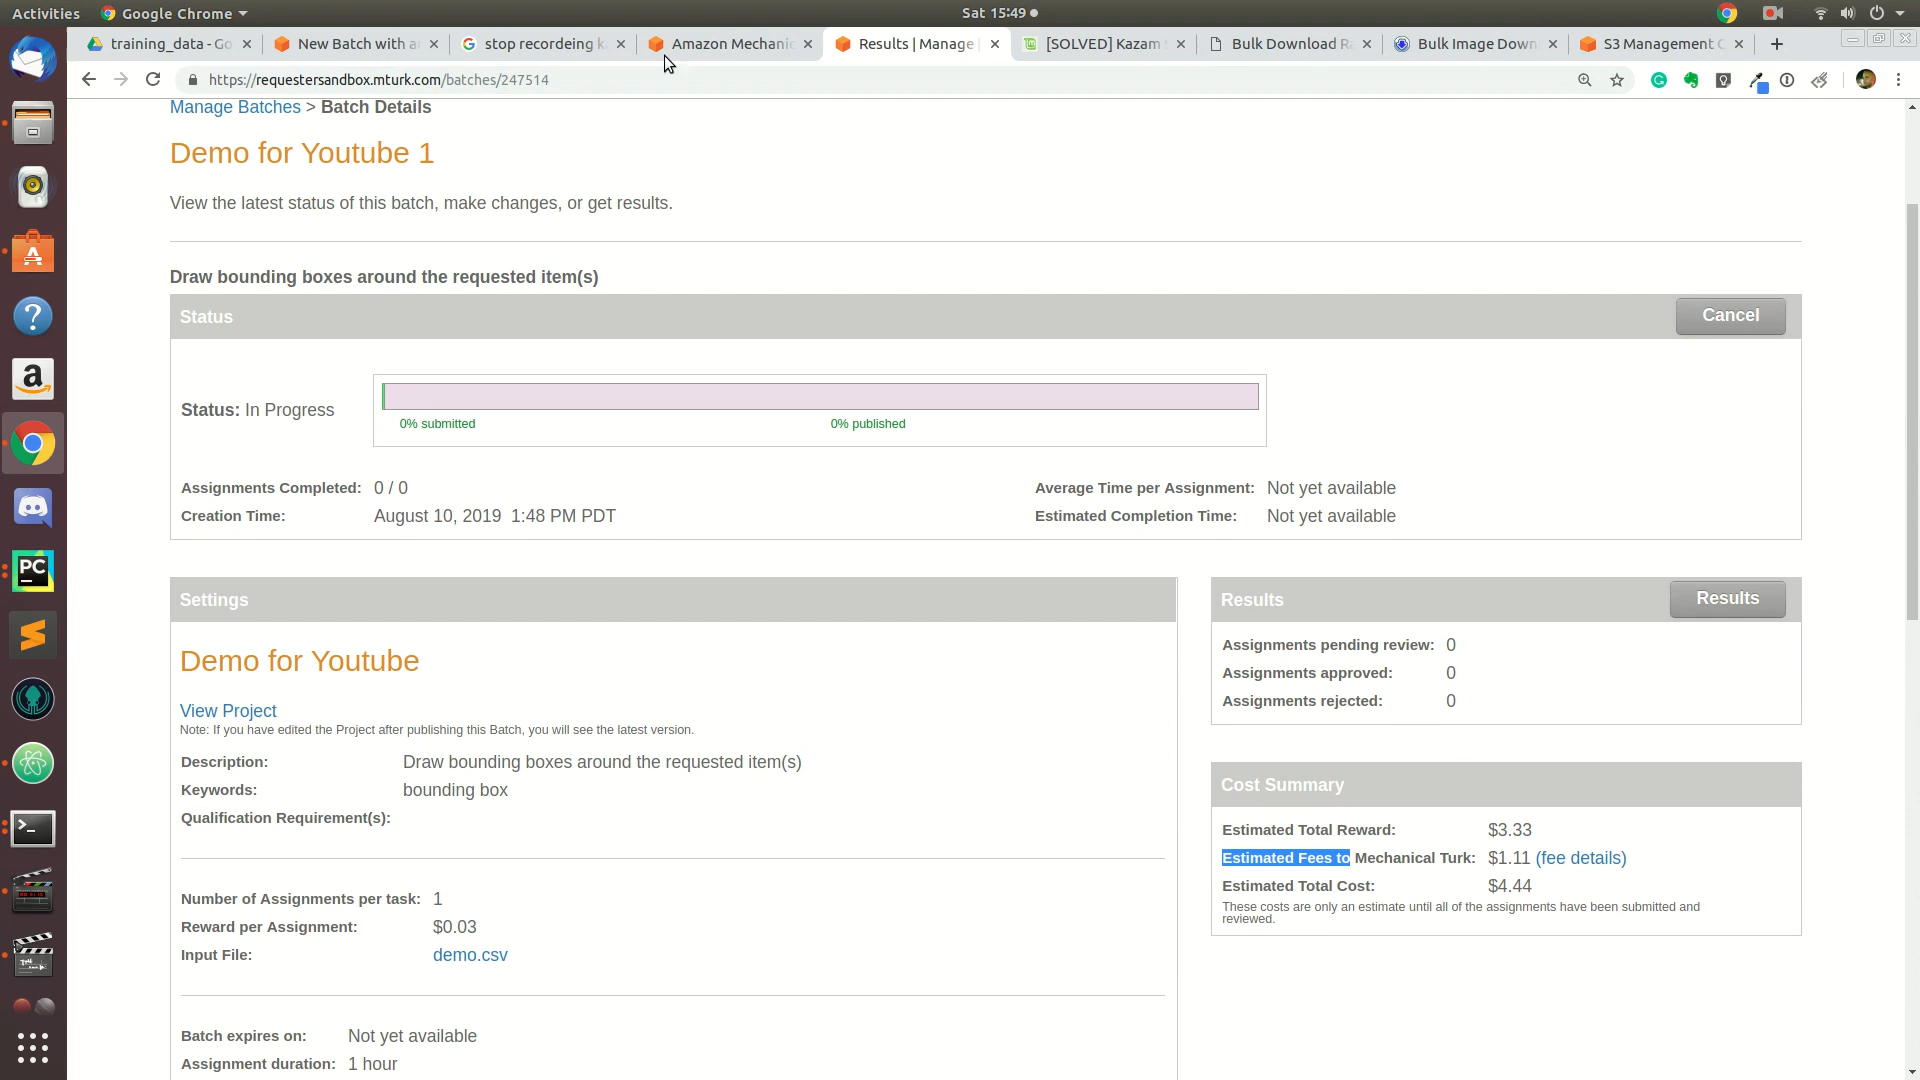 Activities Google Chrome Sat 15:49
training_data - Go New Batch with a stop recordeing k Amazon Mechanic Results | Manage [SOLVED] Kazam Bulk Download R Bulk Image Down S3 Management C
https://requestersandbox.mturk.com/batches/247514
Manage Batches > Batch Details
Demo for Youtube 1
View the latest status of this batch, make changes, or get results.
Draw bounding boxes around the requested item(s)
Status Cancel
Status: In Progress
0% submitted 0% published
Assignments Completed: 0 / 0 Average Time per Assignment: Not yet available
Creation Time: August 10, 2019 1:48 PM PDT Estimated Completion Time: Not yet available
Settings
Demo for Youtube
View Project
Note: If you have edited the Project after publishing this Batch, you will see the latest version.
Description: Draw bounding boxes around the requested item(s)
Keywords: bounding box
Qualification Requirement(s):
Number of Assignments per task: 1
Reward per Assignment: $0.03
Input File: demo.csv
Batch expires on: Not yet available
Assignment duration: 1 hour
Results Results
Assignments pending review: 0
Assignments approved: 0
Assignments rejected: 0
Cost Summary
Estimated Total Reward: $3.33
Estimated Fees to Mechanical Turk: $1.11 (fee details)
Estimated Total Cost: $4.44
These costs are only an estimate until all of the assignments have been submitted and
reviewed.